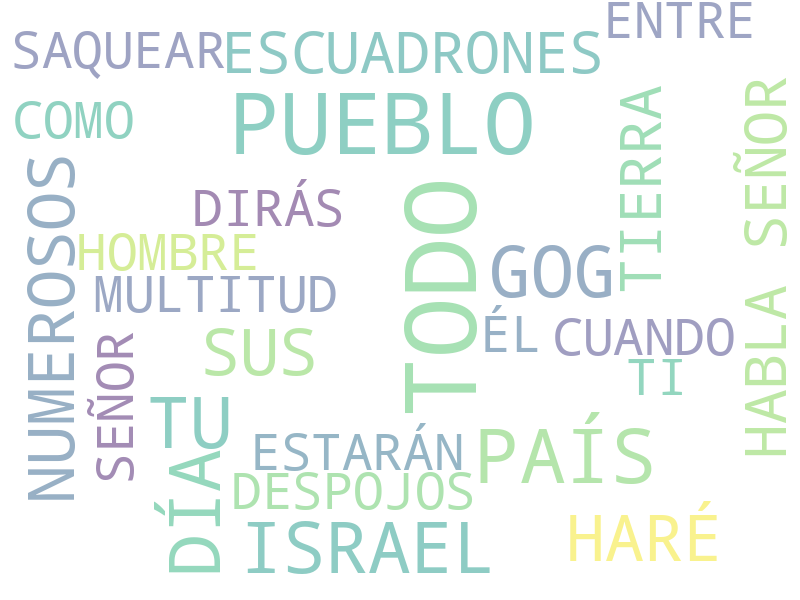 ENTRE
SAQUEAR
ESCUADRONES
COMO
PUEBLO
TIERRA
HABLA SEÑOR
NUMEROSOS
DIRÁS
TODO
HOMBRE
GOG
MULTITUD
SUS
ÉL
CUANDO
SEÑOR
TI
TU
ESTARÁN
PAÍS
DÍA
DESPOJOS
ISRAEL
HARÉ